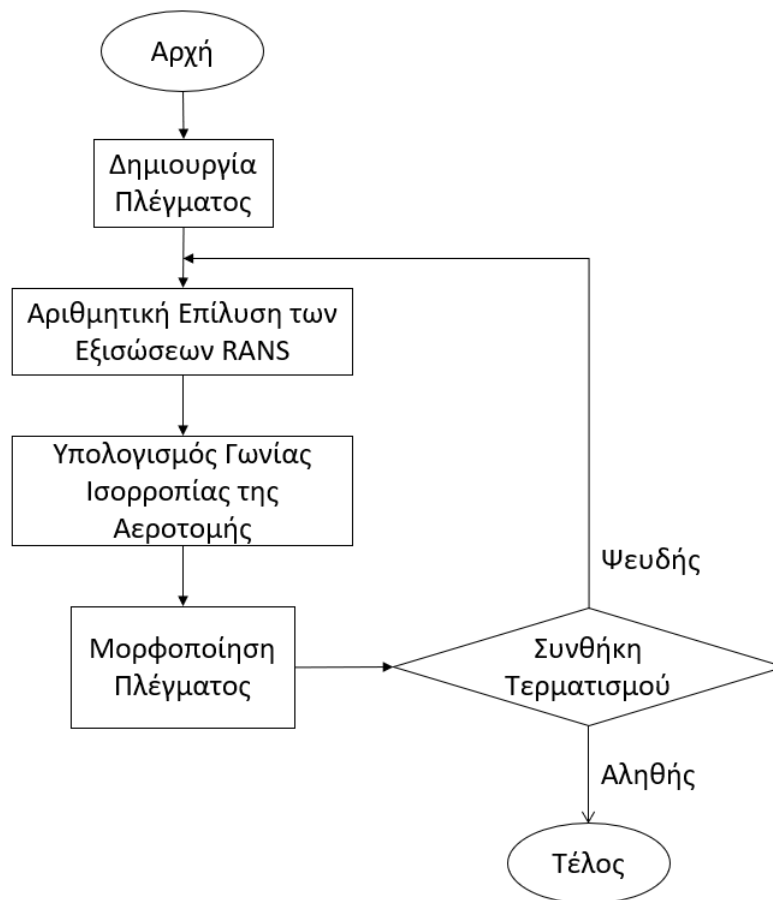 Αρχή
Δημιουργία
Πλέγματος
Αριθμητική Επίλυση των
Εξισώσεων RANS
Υπολογισμός Γωνίας
Ισορροπίας της
Αεροτομής
Μορφοποίηση
Πλέγματος
Συνθήκη
Τερματισμού
Ψευδής
Αληθής
Τέλος